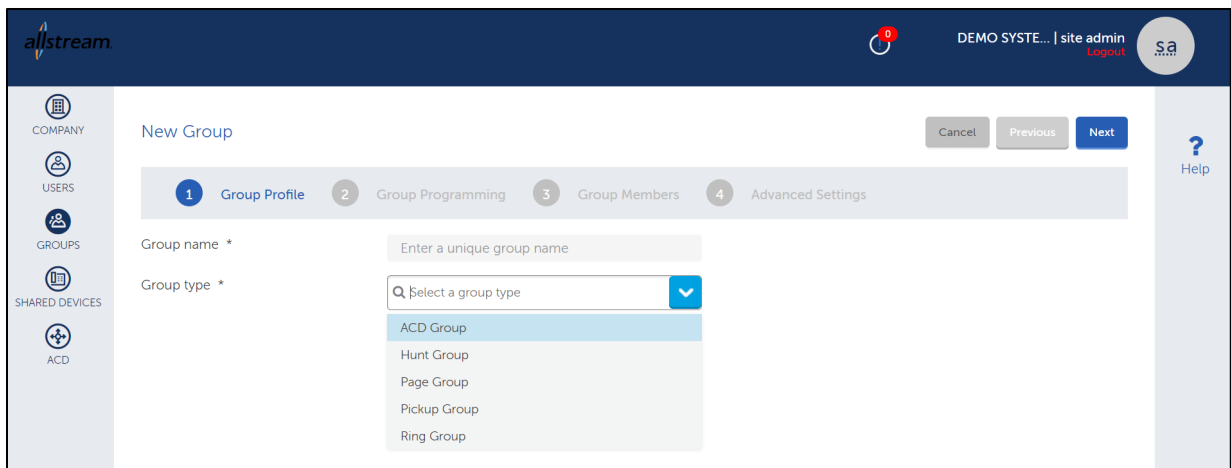 allstream.
0
DEMO SYSTE... | site admin
Logout
sa
COMPANY
USERS
GROUPS
SHARED DEVICES
ACD
New Group
Cancel
Previous
Next
1 Group Profile 2 Group Programming 3 Group Members 4 Advanced Settings
Group name *
Enter a unique group name
Group type *
Select a group type
ACD Group
Hunt Group
Page Group
Pickup Group
Ring Group
?
Help